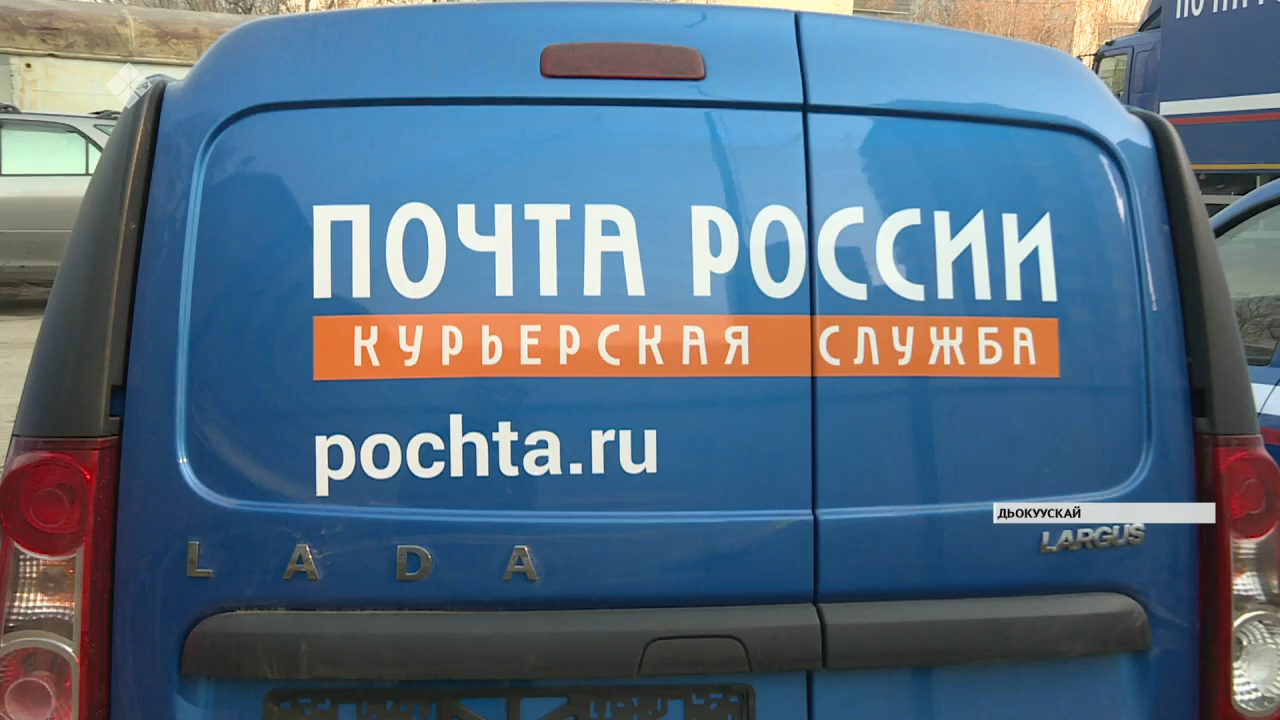 ПОЧТА РОССИИ
КУРЬЕРСКАЯ СЛУЖБА
pochta.ru
ДЬОКУУСКАЙ
LADA
LARGUS